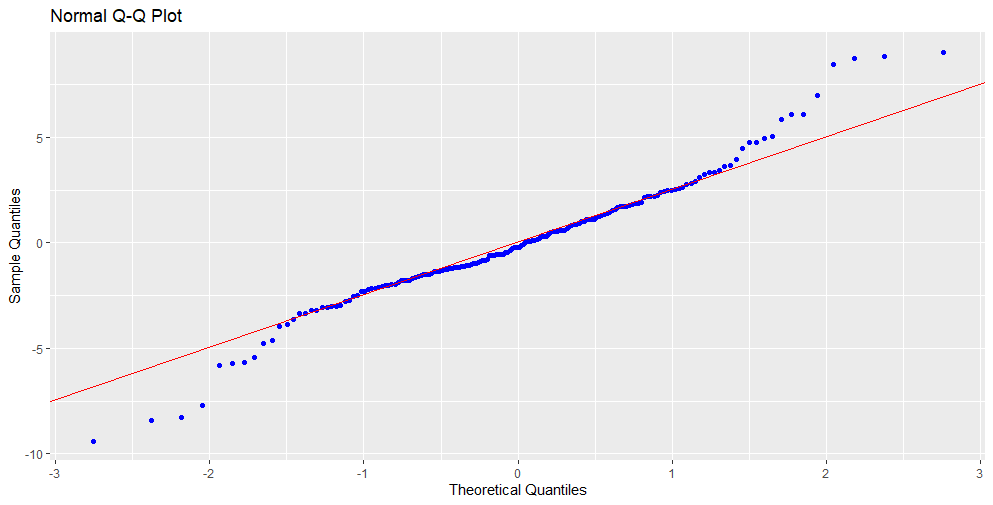 Normal Q-Q Plot
Sample Quantiles
5
0
-5
-10
-3 -2 -1 0 1 2 3
Theoretical Quantiles